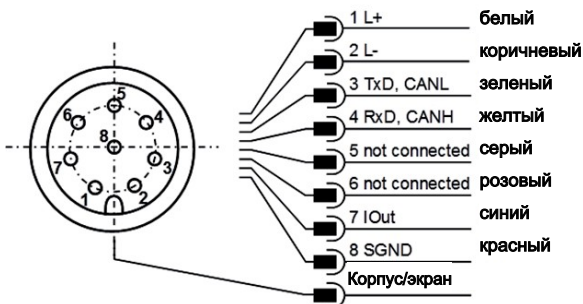 1 L+ белый
2 L- коричневый
3 TxD, CANL зеленый
4 RxD, CANH желтый
5 not connected серый
6 not connected розовый
7 IOut синий
8 SGND красный
Корпус/экран
5
6
4
8
7
3
1
2